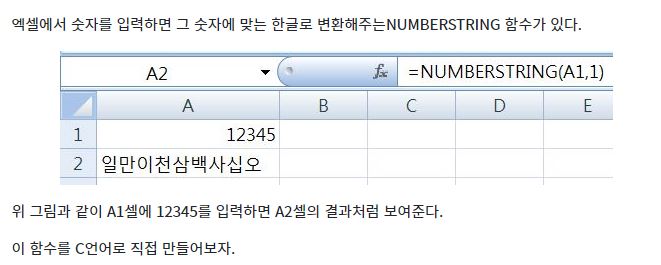 엑셀에서 숫자를 입력하면 그 숫자에 맞는 한글로 변환해주는NUMBERSTRING 함수가 있다.
A2 fx =NUMBERSTRING(A1,1)
A B C D E
1 12345
2 일만이천삼백사십오
위 그림과 같이 A1셀에 12345를 입력하면 A2셀의 결과처럼 보여준다.
이 함수를 C언어로 직접 만들어보자.